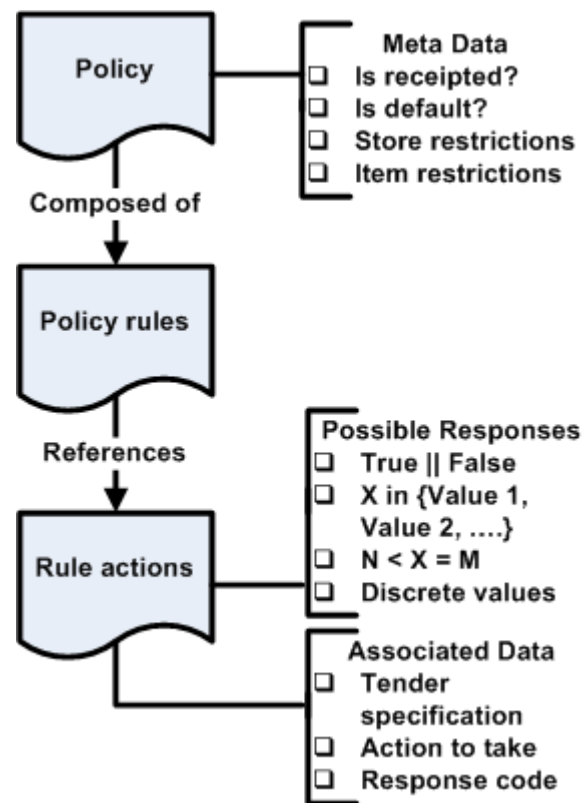 Policy
Meta Data
❑ Is receipted?
❑ Is default?
❑ Store restrictions
❑ Item restrictions
Composed of
Policy rules
References
Possible Responses
❑ True || False
❑ X in {Value 1,
Value 2, ....}
❑ N < X = M
❑ Discrete values
Rule actions
Associated Data
❑ Tender
specification
❑ Action to take
❑ Response code